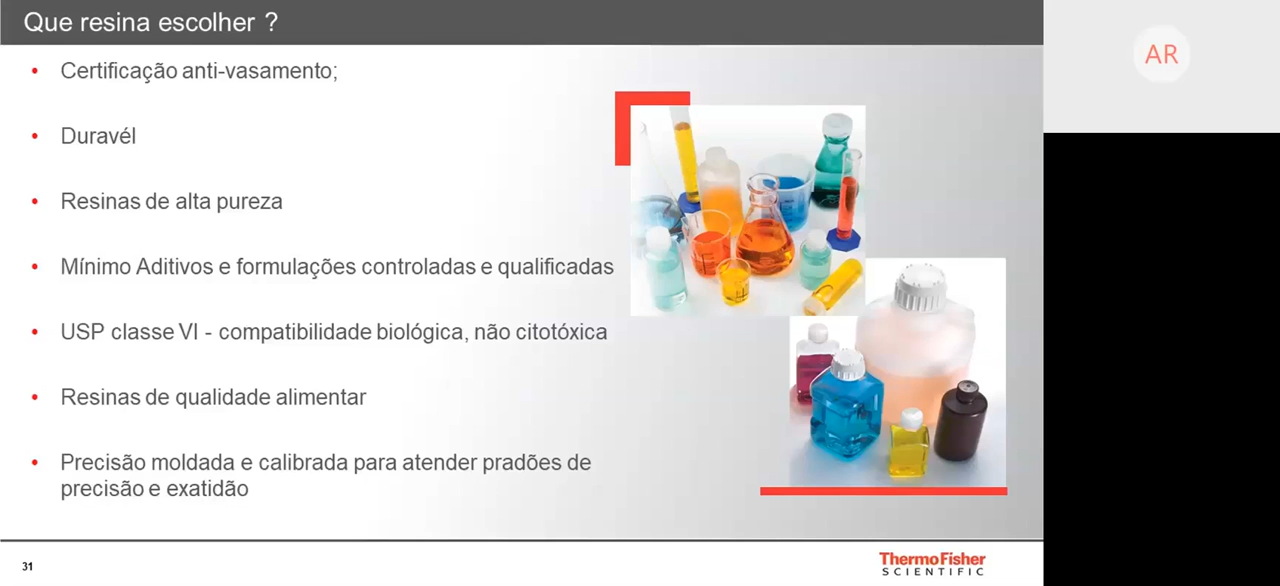 Que resina escolher ?
AR
Certificação anti-vasamento;
Duravél
Resinas de alta pureza
Mínimo Aditivos e formulações controladas e qualificadas
USP classe VI - compatibilidade biológica, não citotóxica
Resinas de qualidade alimentar
Precisão moldada e calibrada para atender pradões de
precisão e exatidão
31
ThermoFisher
SCIENTIFIC